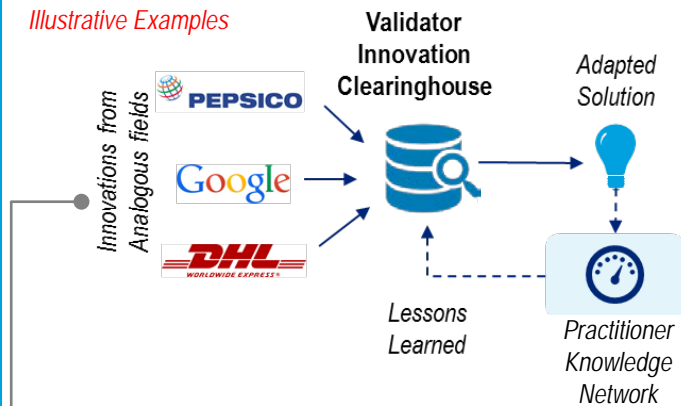 Illustrative Examples
Validator
Innovation
Clearinghouse
Adapted
Solution
Innovations from
Analogous fields
PEPSICO
Google
DHL
WORLDWIDE EXPRESS®
Lessons
Learned
Practitioner
Knowledge
Network